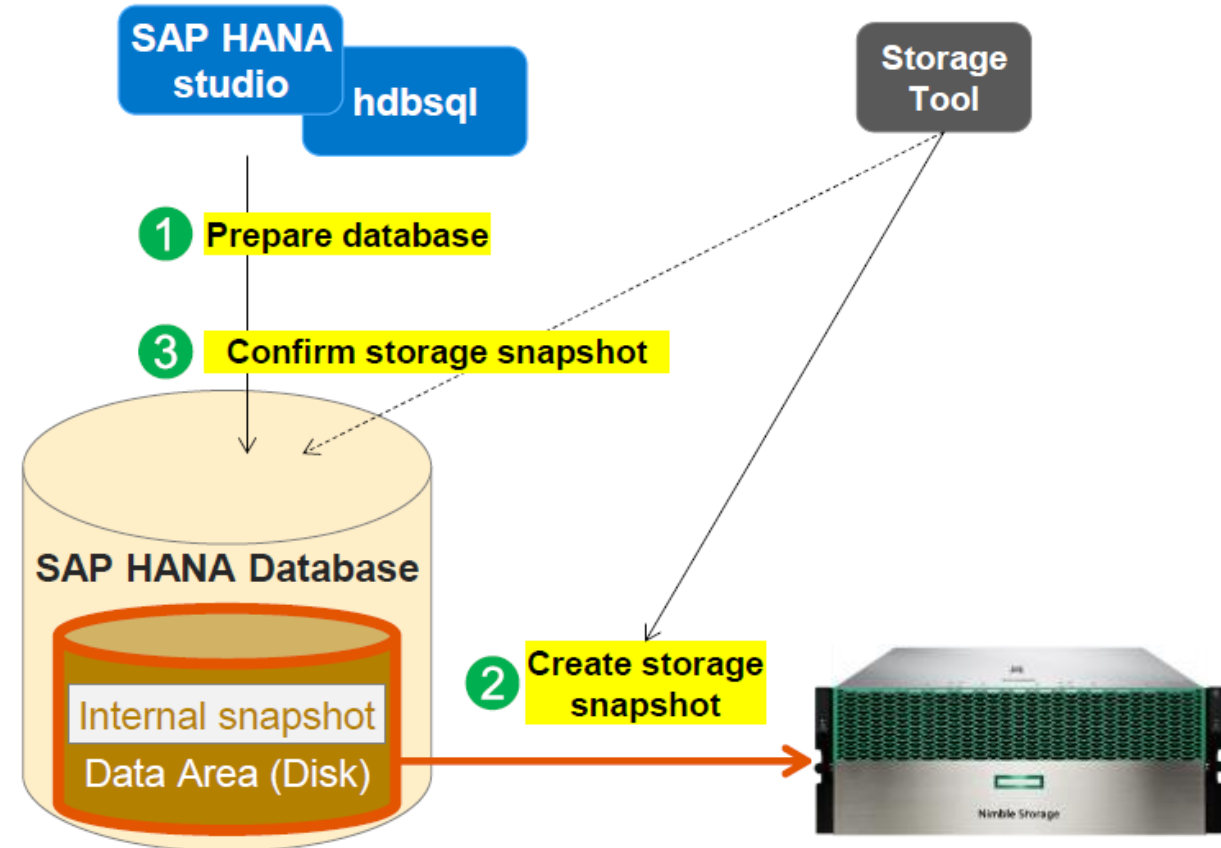 SAP HANA
studio
hdbsql
Storage
Tool
1 Prepare database
3 Confirm storage snapshot
SAP HANA Database
Internal snapshot
Data Area (Disk)
2 Create storage
snapshot
Nimble Storage